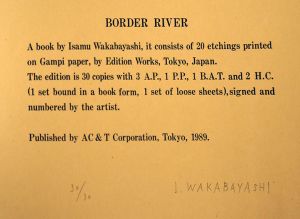 BORDER RIVER
A book by Isamu Wakabayashi, it consists of 20 etchings printed
on Gampi paper, by Edition Works, Tokyo, Japan.
The edition is 30 copies with 3 A.P., 1 P.P., 1 B.A.T. and 2 H.C.
(1 set bound in a book form, 1 set of loose sheets),signed and
numbered by the artist.
Published by AC & T Corporation, Tokyo, 1989.
30/30 I. WAKABAYASHI